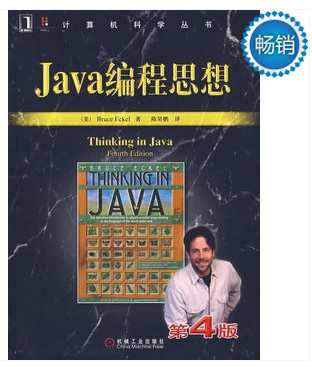 计算机科学丛书
畅销
Java编程思想
（美） Bruce Eckel 著 陈昊鹏 译
Thinking in Java
Fourth Edition
BRUCE ECKEL
THINKING IN
JAVA
第4版
机械工业出版社
China Machine Press